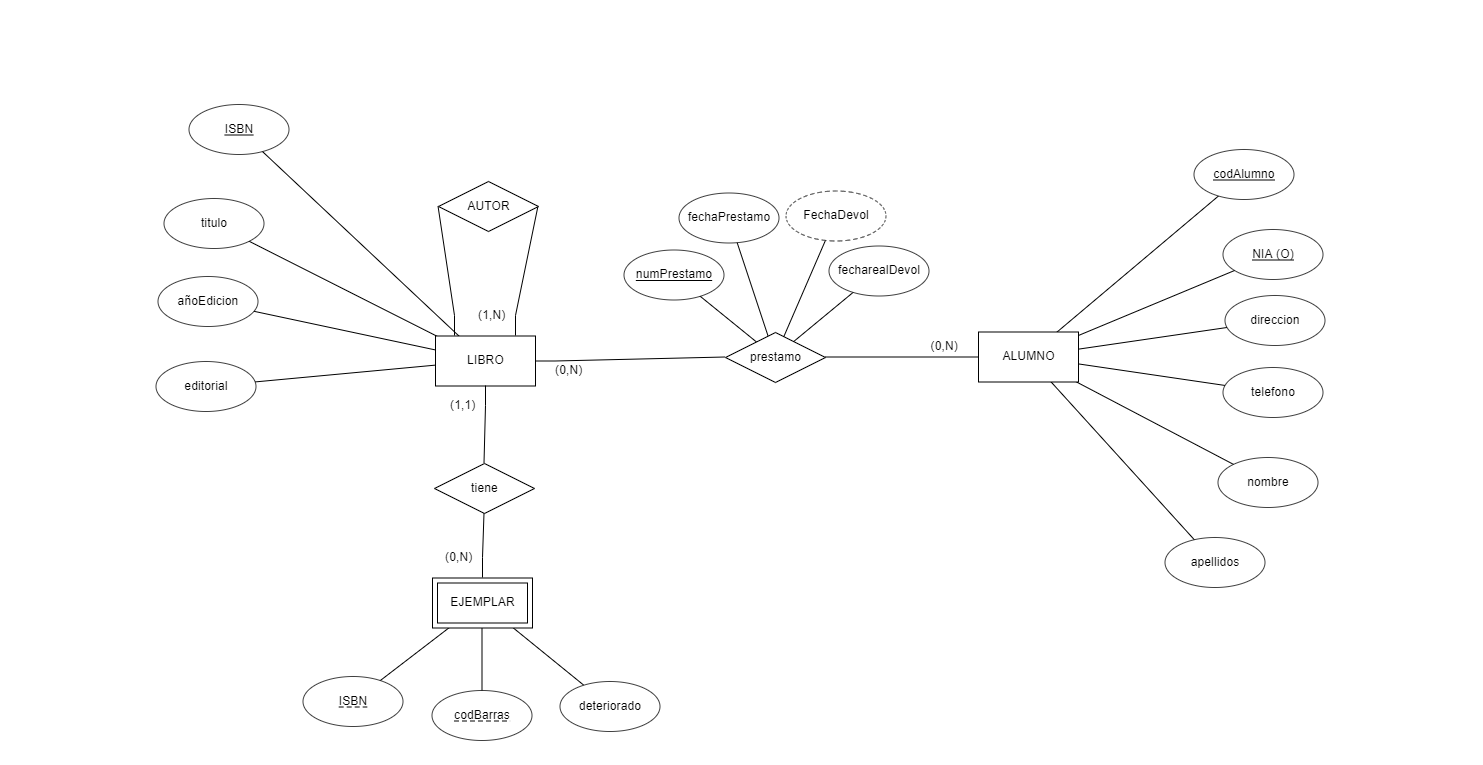 ISBN
titulo
añoEdicion
editorial
AUTOR
(1,N)
LIBRO
(0,N)
(1,1)
tiene
(0,N)
EJEMPLAR
ISBN
codBarras
deteriorado
numPrestamo
fechaPrestamo
FechaDevol
fecharealDevol
prestamo
(0,N)
ALUMNO
codAlumno
NIA (O)
direccion
telefono
nombre
apellidos